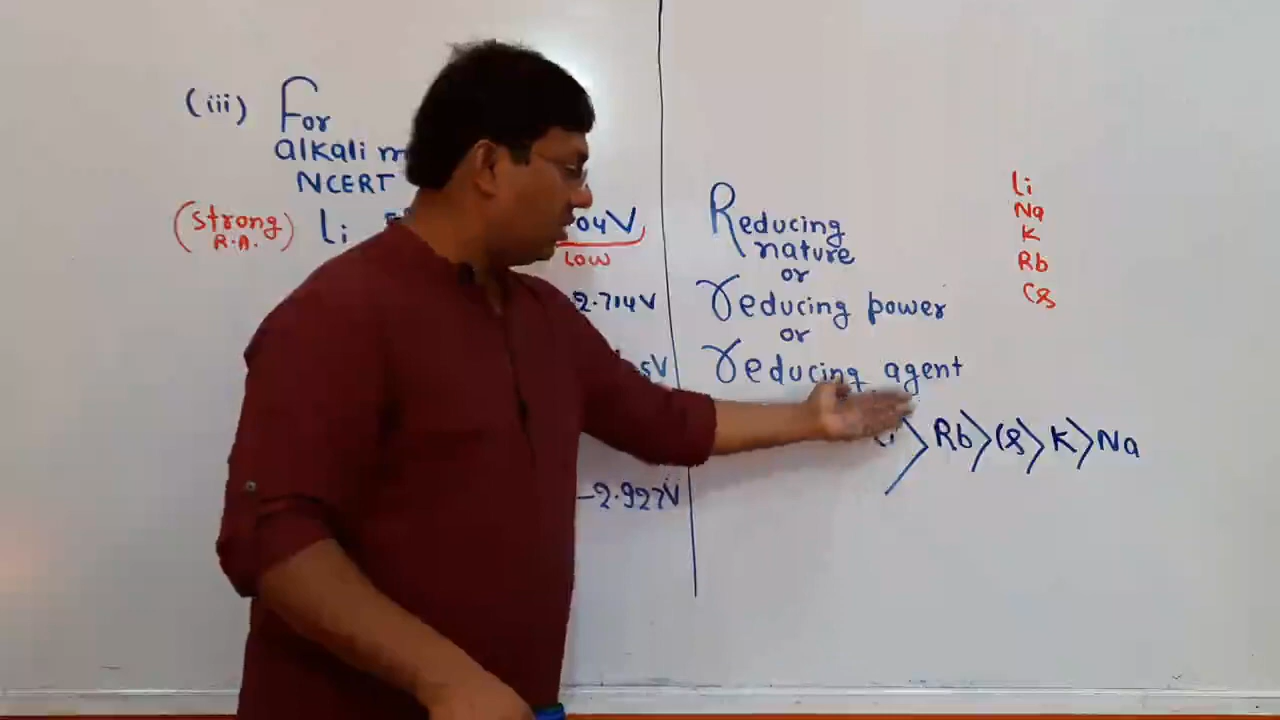 (iii) For
alkali
NCERT
(strong R.A.) Li 04V
low
2.714V
5V
-2.927V
Reducing
nature
or
reducing power
or
reducing agent
> Rb > Cs > K > Na
Li
Na
K
Rb
Cs